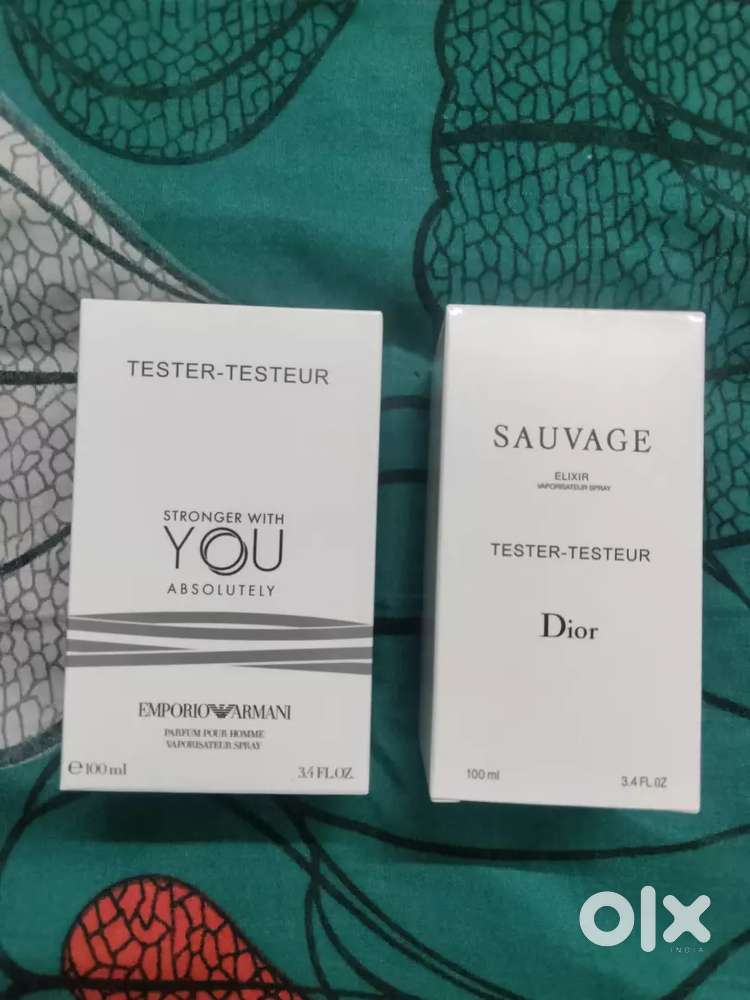 TESTER-TESTEUR
STRONGER WITH
YOU
ABSOLUTELY
EMPORIO ARMANI
PARFUM POUR HOMME
VAPORISATEUR SPRAY
℮100 ml
3.4 FL.OZ.
SAUVAGE
ELIXIR
VAPORISATEUR SPRAY
TESTER-TESTEUR
Dior
100 ml
3.4 FL.OZ
olx
INDIA